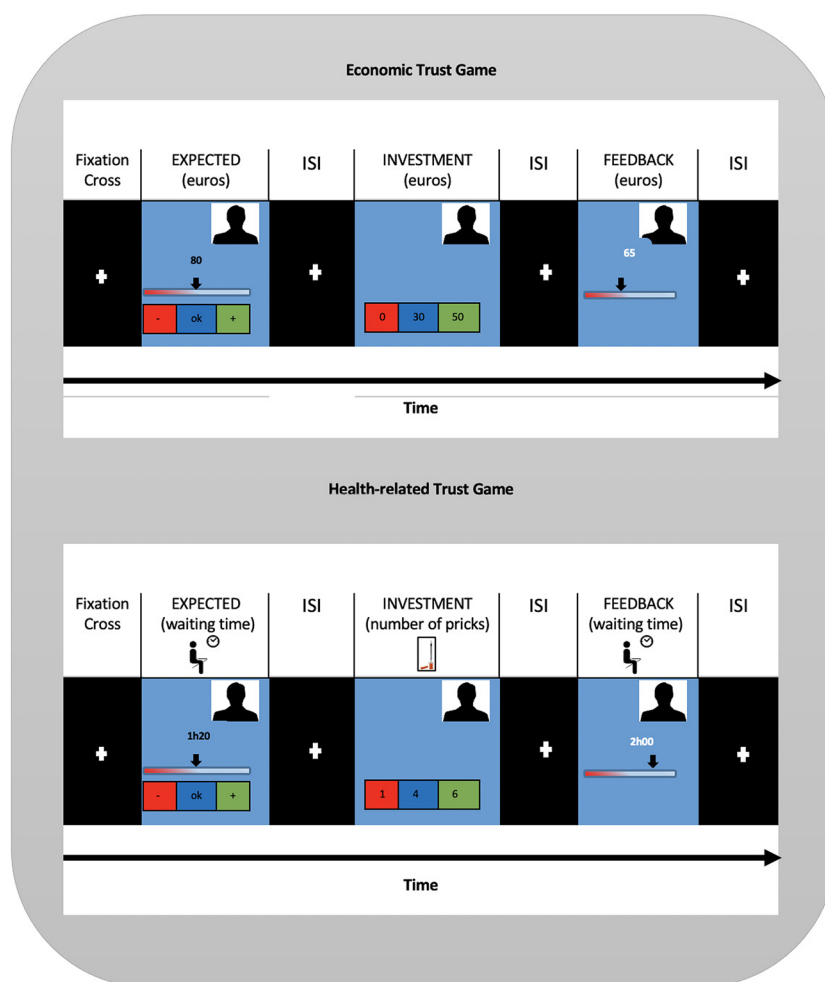 Economic Trust Game
Fixation Cross
EXPECTED (euros)
ISI
INVESTMENT (euros)
ISI
FEEDBACK (euros)
ISI
80
65
- ok +
0 30 50
Time
Health-related Trust Game
Fixation Cross
EXPECTED (waiting time)
ISI
INVESTMENT (number of pricks)
ISI
FEEDBACK (waiting time)
ISI
1h20
2h00
- ok +
1 4 6
Time